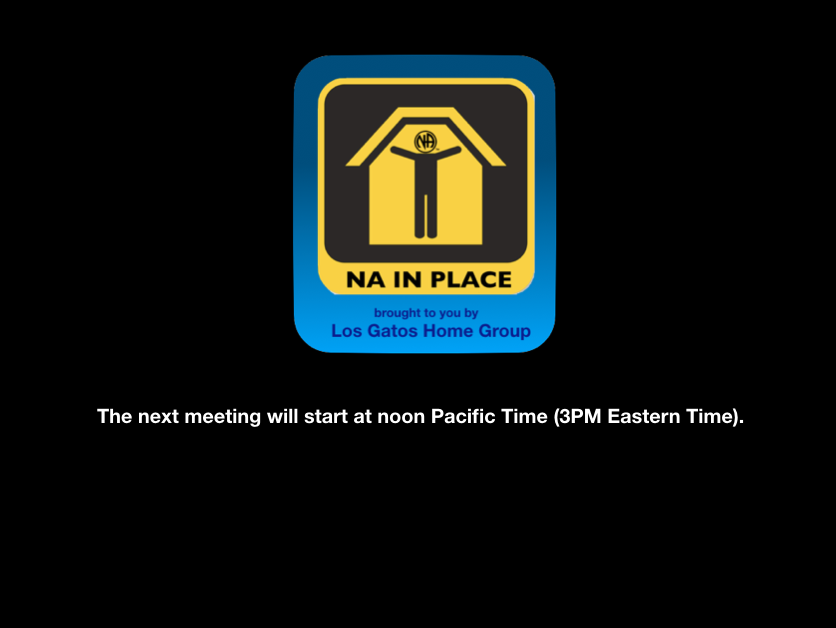 NA
NA IN PLACE
brought to you by
Los Gatos Home Group
The next meeting will start at noon Pacific Time (3PM Eastern Time).